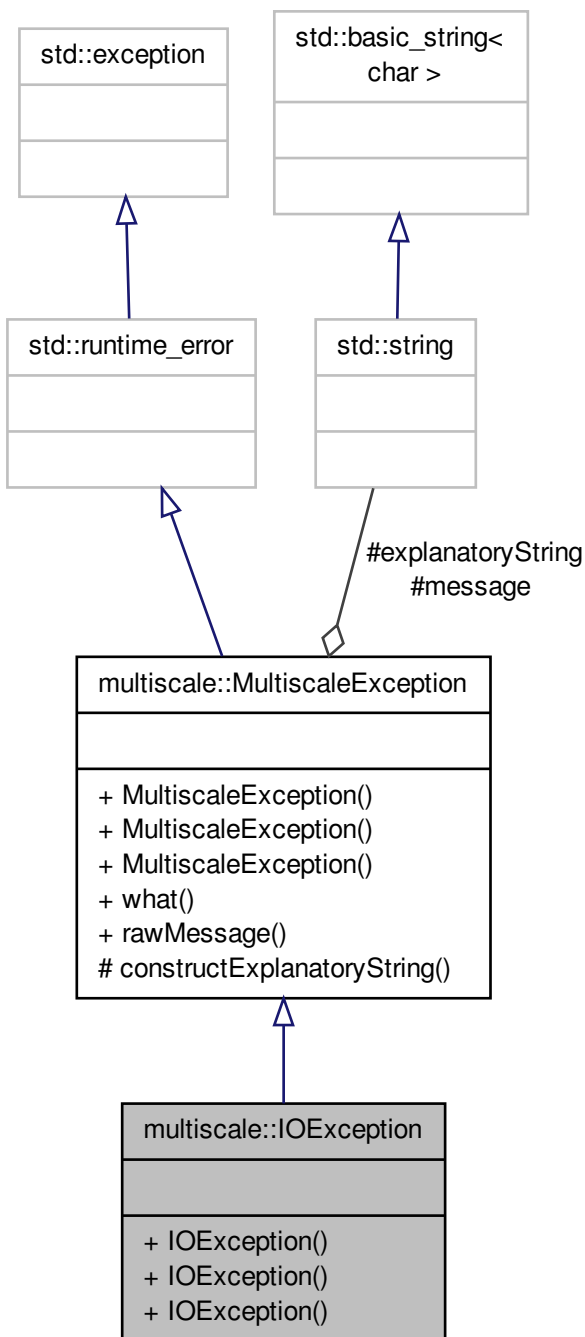 std::exception
std::basic_string<
char >
std::runtime_error
std::string
#explanatoryString
#message
multiscale::MultiscaleException
+ MultiscaleException()
+ MultiscaleException()
+ MultiscaleException()
+ what()
+ rawMessage()
# constructExplanatoryString()
multiscale::IOException
+ IOException()
+ IOException()
+ IOException()